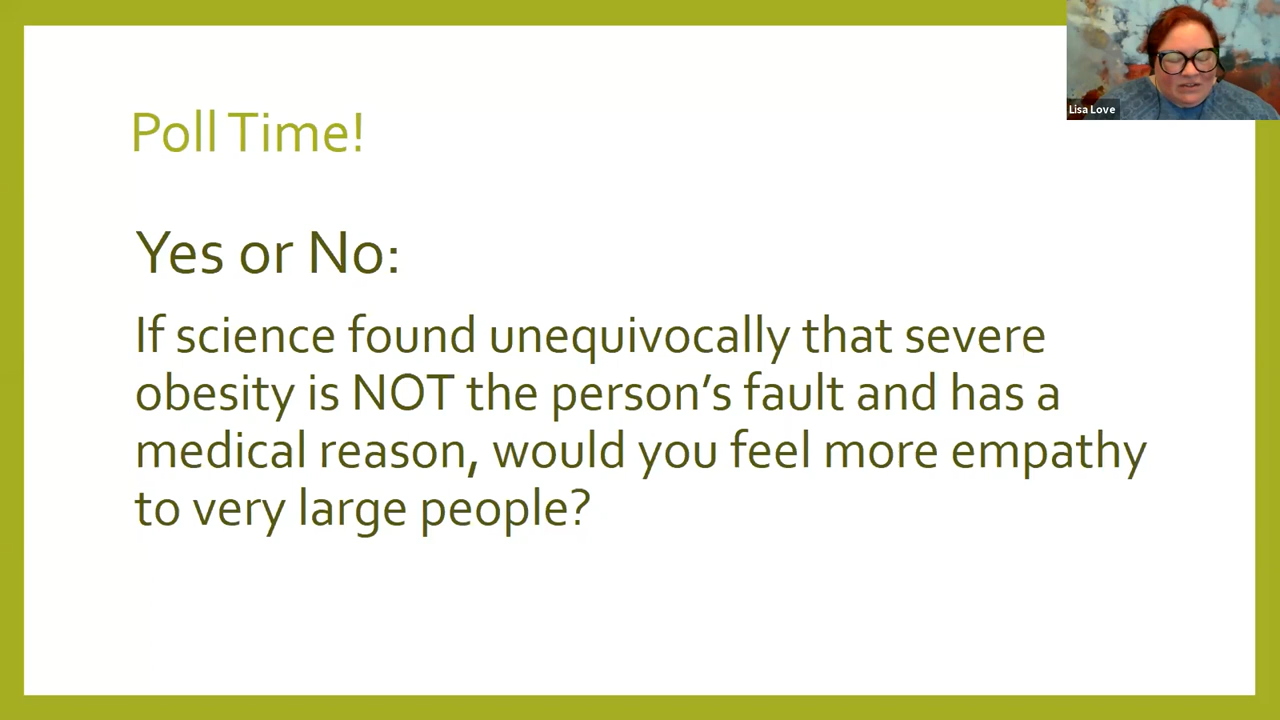 Poll Time!
Lisa Love
Yes or No:
If science found unequivocally that severe
obesity is NOT the person’s fault and has a
medical reason, would you feel more empathy
to very large people?